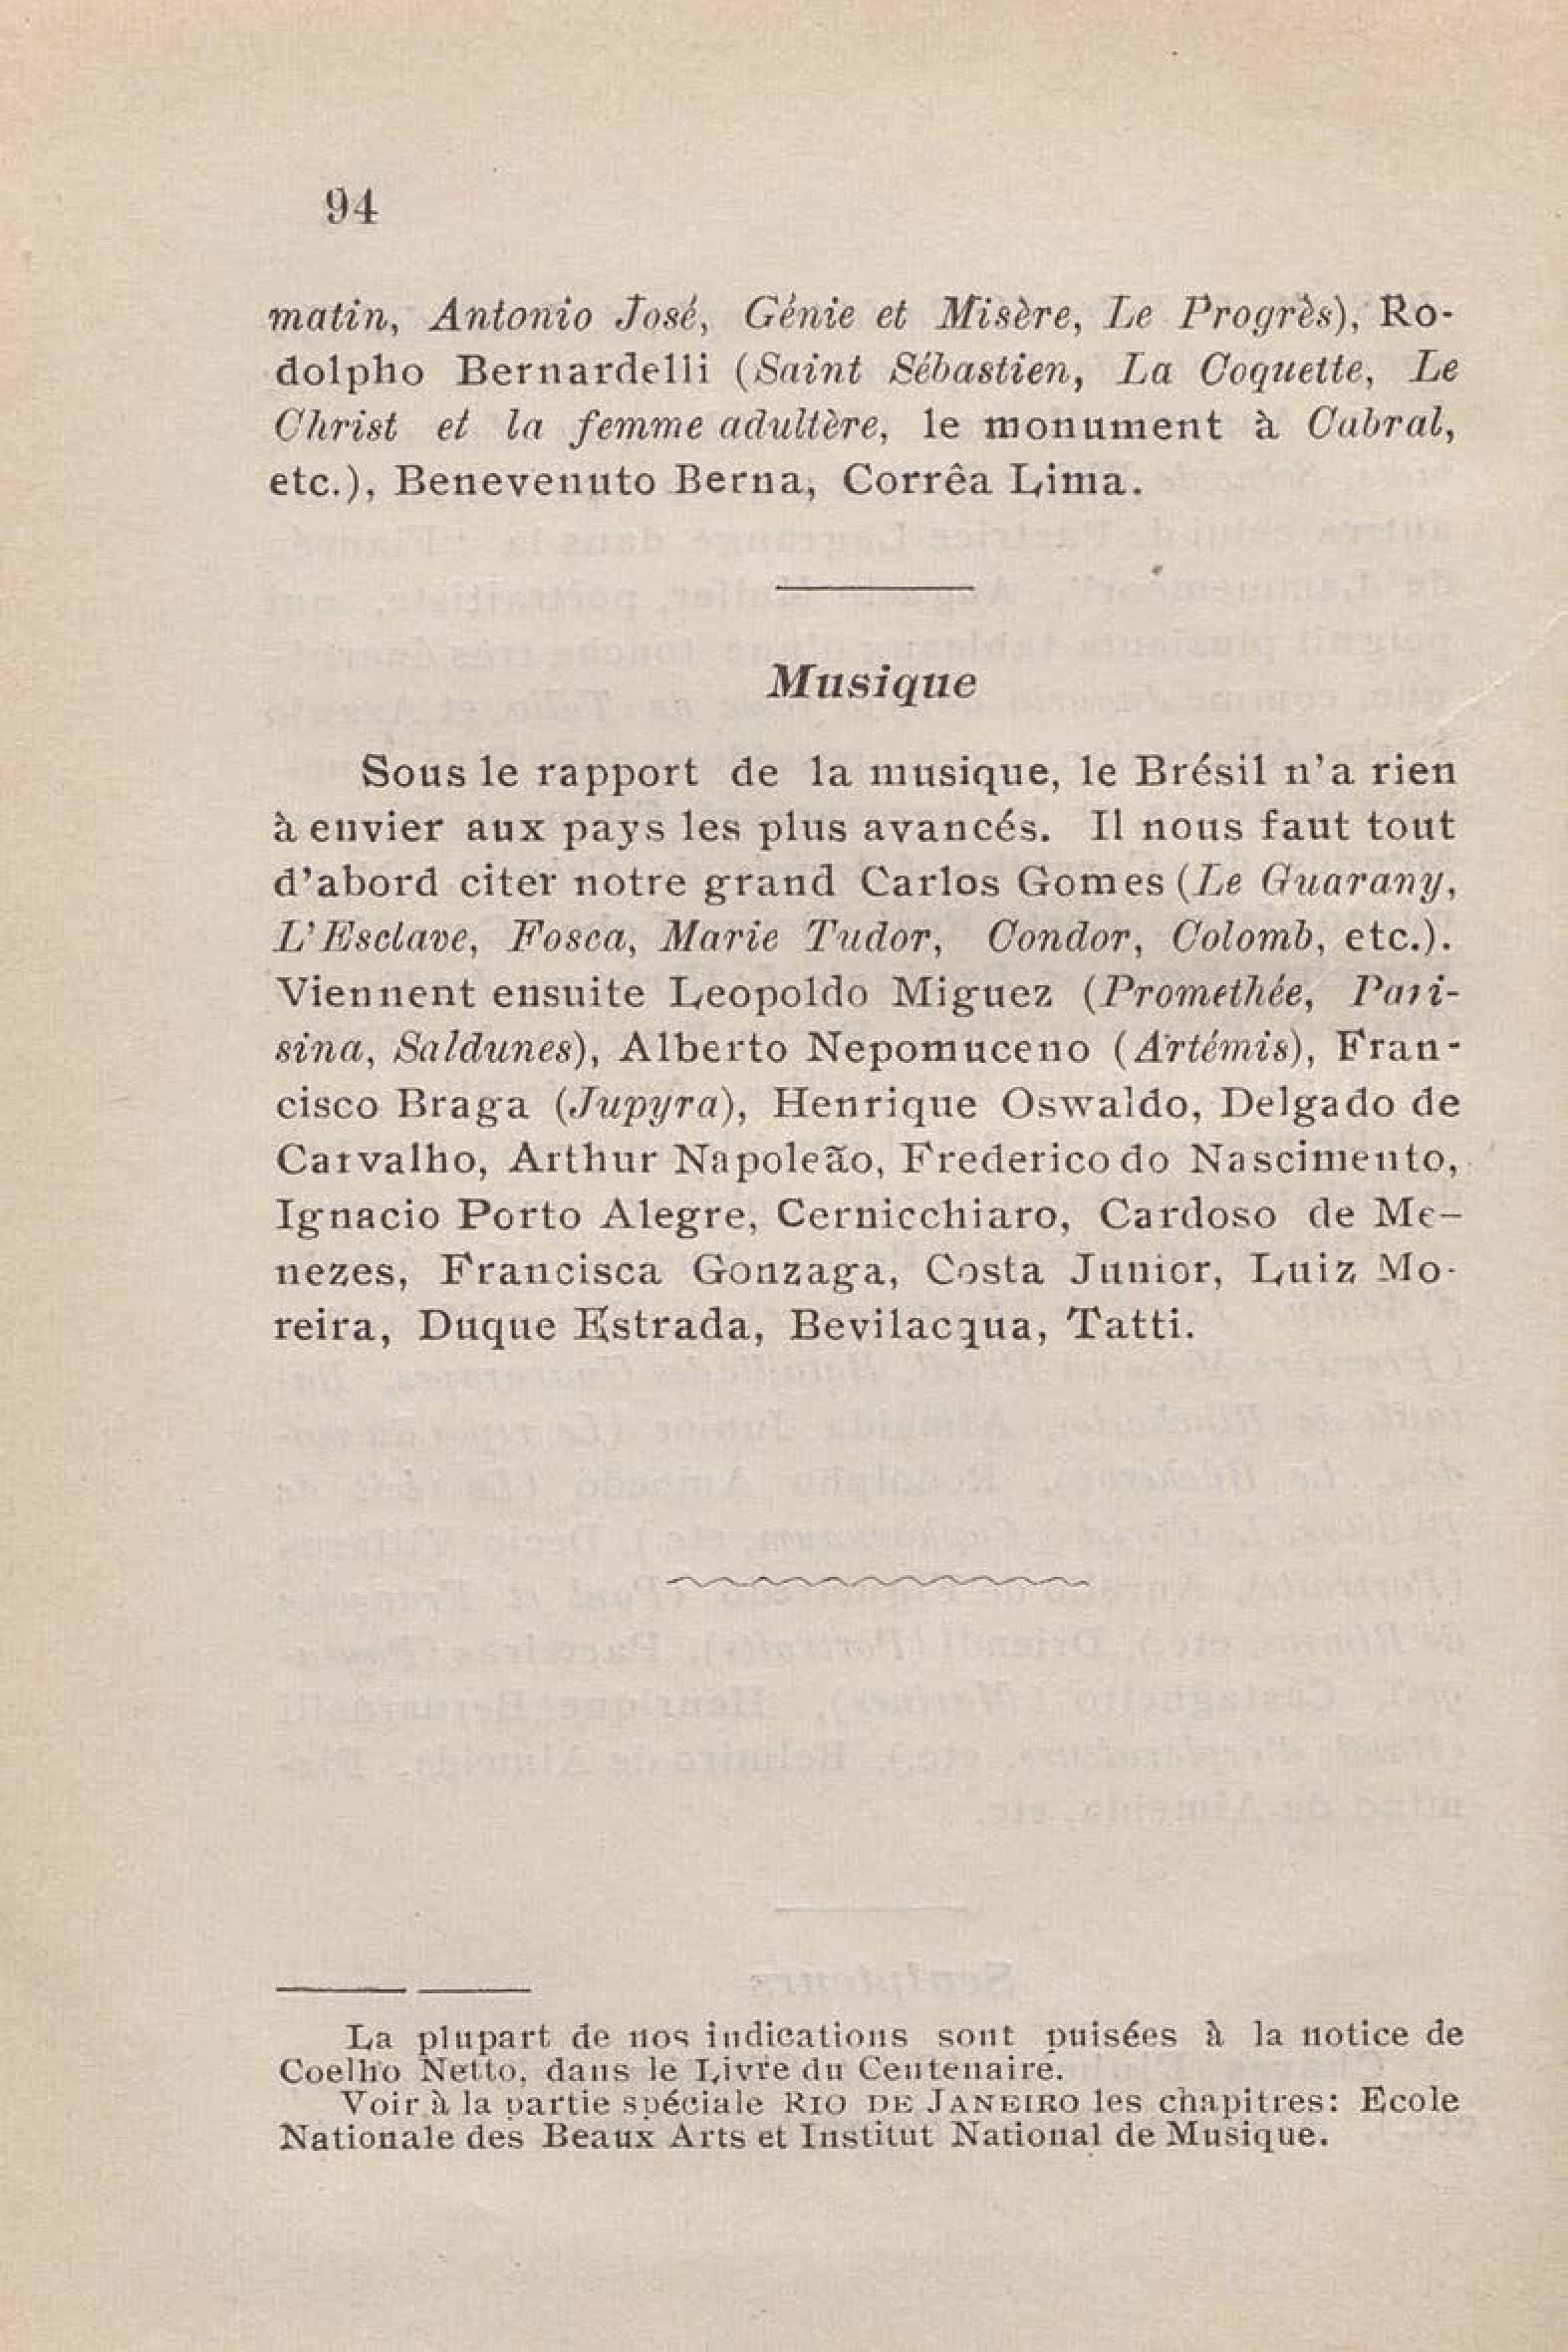 94
matin, Antonio José, Génie et Misère, Le Progrès), Ro-
dolpho Bernardelli (Saint Sébastien, La Coquette, Le
Christ et la femme adultère, le monument à Cabral,
etc.), Benevenuto Berna, Corrêa Lima.
Musique
Sous le rapport de la musique, le Brésil n'a rien
à envier aux pays les plus avancés. Il nous faut tout
d'abord citer notre grand Carlos Gomes (Le Guarany,
L'Esclave, Fosca, Marie Tudor, Condor, Colomb, etc.).
Viennent ensuite Leopoldo Miguez (Promethée, Pari-
sina, Saldunes), Alberto Nepomuceno (Artémis), Fran-
cisco Braga (Jupyra), Henrique Oswaldo, Delgado de
Carvalho, Arthur Napoleão, Frederico do Nascimento,
Ignacio Porto Alegre, Cernicchiaro, Cardoso de Me-
nezes, Francisca Gonzaga, Costa Junior, Luiz Mo-
reira, Duque Estrada, Bevilacqua, Tatti.
La plupart de nos indications sont puisées à la notice de
Coelho Netto, dans le Livre du Centenaire.
Voir à la partie spéciale RIO DE JANEIRO les chapitres: Ecole
Nationale des Beaux Arts et Institut National de Musique.